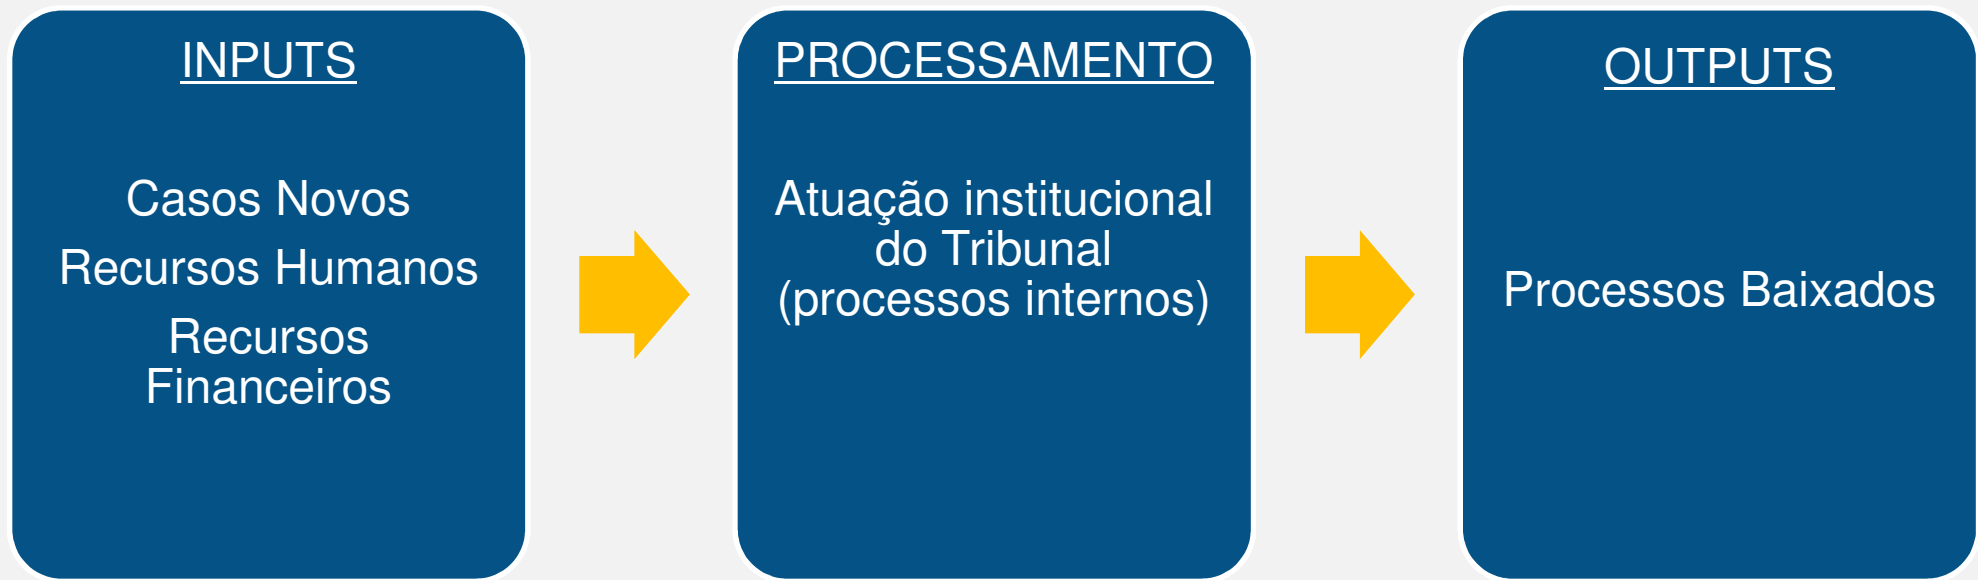 INPUTS
Casos Novos
Recursos Humanos
Recursos
Financeiros
PROCESSAMENTO
Atuação institucional
do Tribunal
(processos internos)
OUTPUTS
Processos Baixados